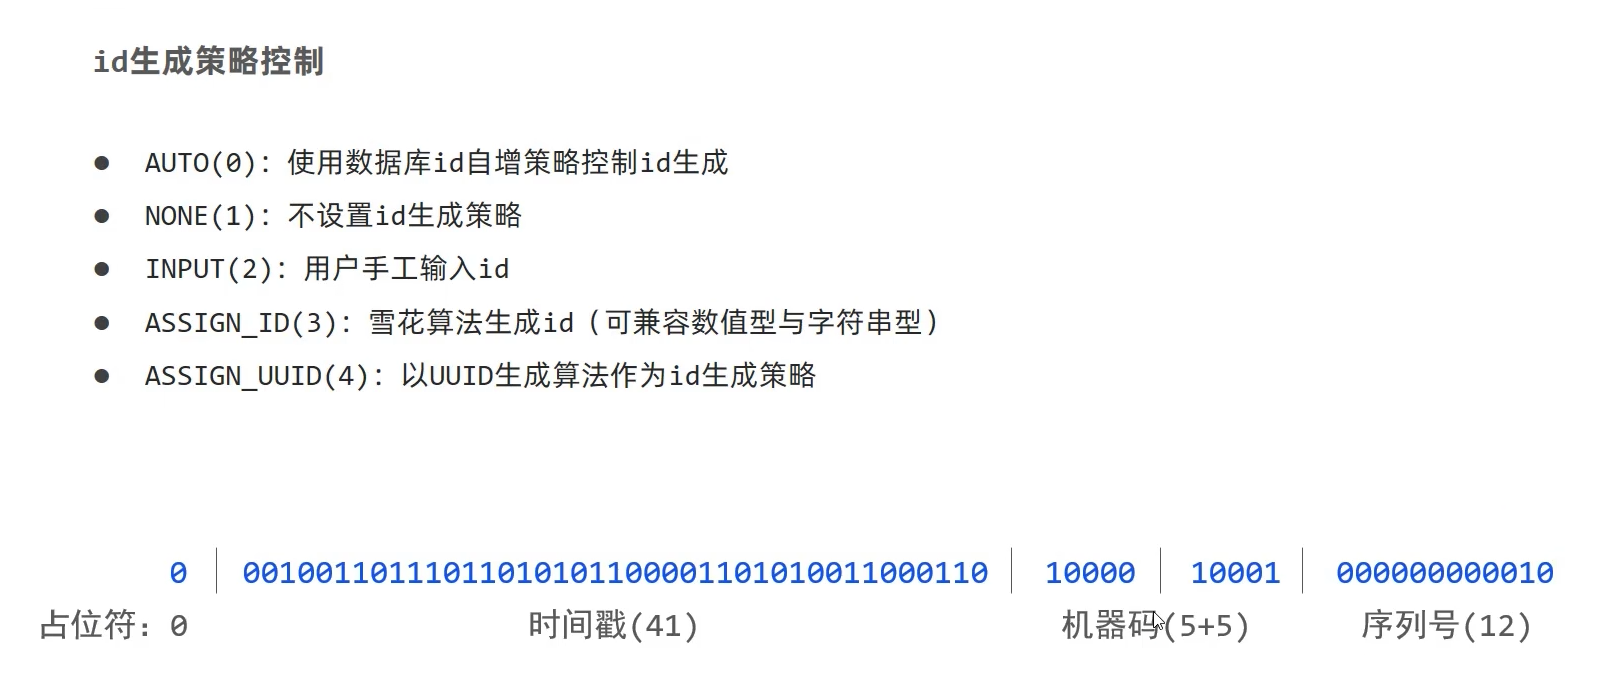 id生成策略控制
● AUTO(0)：使用数据库id自增策略控制id生成
● NONE(1)：不设置id生成策略
● INPUT(2)：用户手工输入id
● ASSIGN_ID(3)：雪花算法生成id（可兼容数值型与字符串型）
● ASSIGN_UUID(4)：以UUID生成算法作为id生成策略
0 | 00100110111011010101100001101010011000110 | 10000 | 10001 | 000000000010
占位符：0 时间戳(41) 机器码(5+5) 序列号(12)